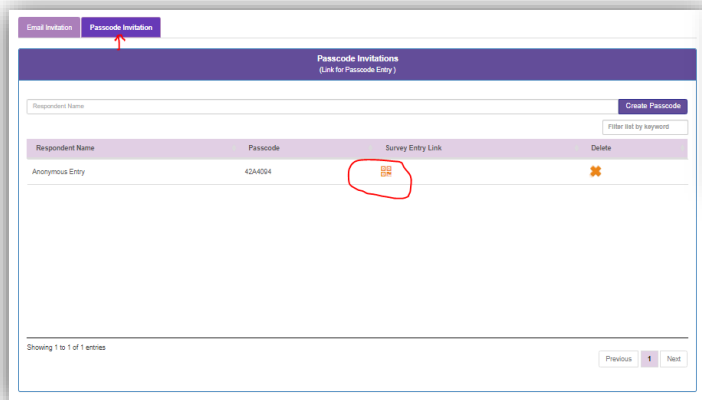 Email Invitation Passcode Invitation
Passcode Invitations
(Link for Passcode Entry )
Respondent Name Create Passcode
Filter list by keyword
Respondent Name Passcode Survey Entry Link Delete
Anonymous Entry 42A4094
Showing 1 to 1 of 1 entries
Previous 1 Next